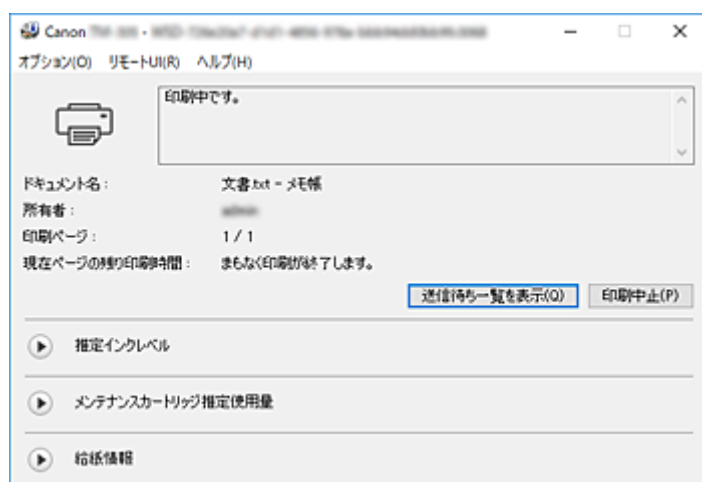 Canon
オプション(O) リモートUI(R) ヘルプ(H)
印刷中です。
ドキュメント名： 文書.txt - メモ帳
所有者：
印刷ページ： 1 / 1
現在ページの残り印刷時間： まもなく印刷が終了します。
送信待ち一覧を表示(Q) 印刷中止(P)
推定インクレベル
メンテナンスカートリッジ推定使用量
給紙情報